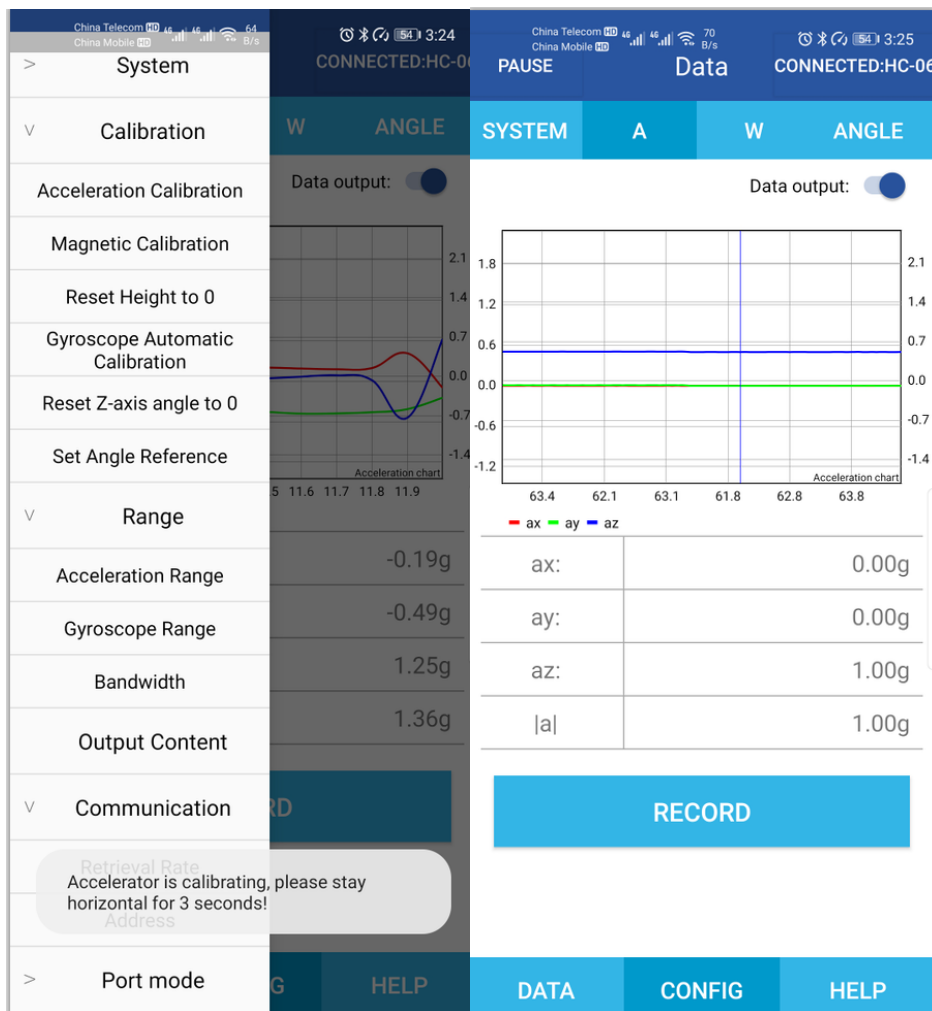 China Telecom HD 4G 4G 64 B/s
China Mobile HD
54 3:24
> System
CONNECTED:HC-0
v Calibration
W ANGLE
Acceleration Calibration
Data output:
Magnetic Calibration
Reset Height to 0
Gyroscope Automatic
Calibration
Reset Z-axis angle to 0
Set Angle Reference
v Range
Acceleration Range
Gyroscope Range
Bandwidth
Output Content
v Communication
Retrieval Rate
Accelerator is calibrating, please stay
horizontal for 3 seconds!
Address
> Port mode
2.1
1.4
0.7
0.0
-0.7
-1.4
Acceleration chart
5 11.6 11.7 11.8 11.9
-0.19g
-0.49g
1.25g
1.36g
RD
G HELP
China Telecom HD 4G 4G 70 B/s
China Mobile HD
54 3:25
PAUSE Data CONNECTED:HC-06
SYSTEM A W ANGLE
Data output:
1.8 2.1
1.2 1.4
0.6 0.7
0.0 0.0
-0.6 -0.7
-1.2 -1.4
Acceleration chart
63.4 62.1 63.1 61.8 62.8 63.8
ax ay az
ax: 0.00g
ay: 0.00g
az: 1.00g
|a| 1.00g
RECORD
DATA CONFIG HELP